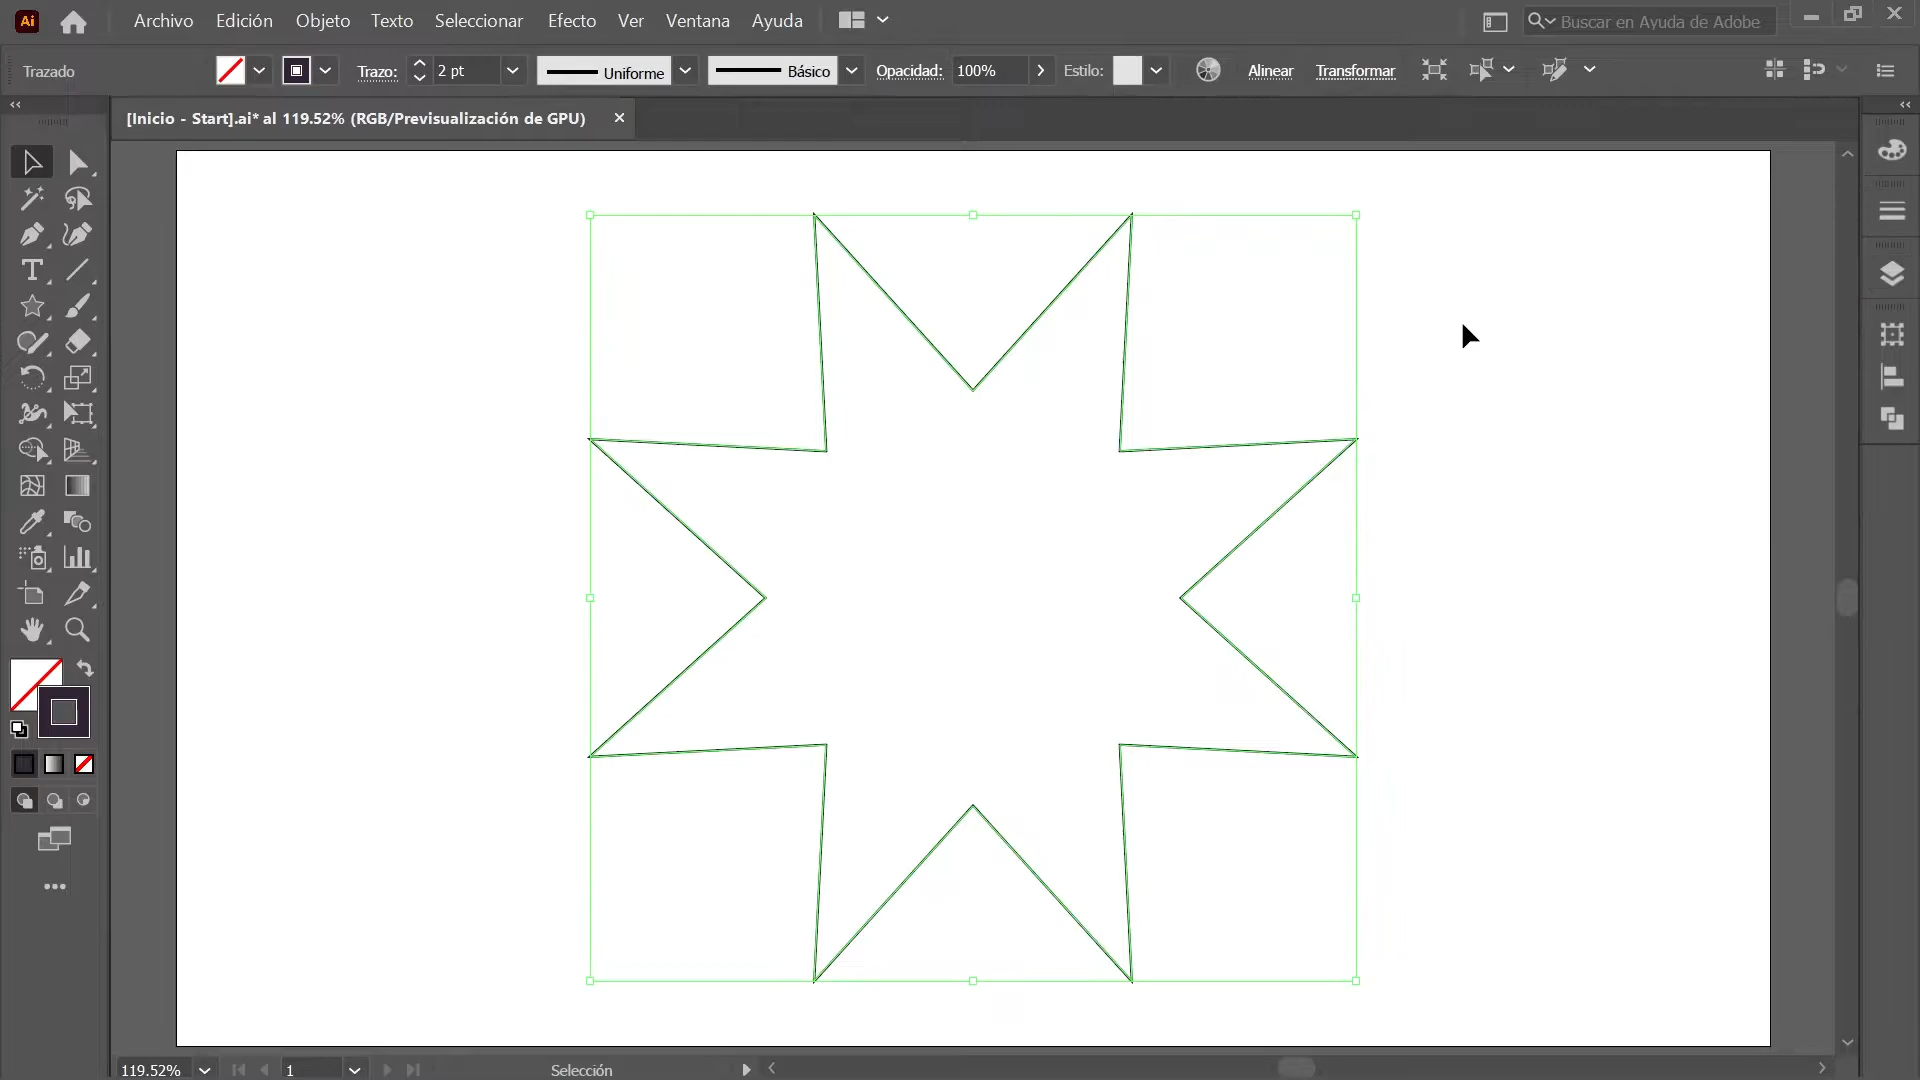 Ai Archivo Edición Objeto Texto Seleccionar Efecto Ver Ventana Ayuda Buscar en Ayuda de Adobe
Trazado Trazo: 2 pt Uniforme Básico Opacidad: 100% Estilo: Alinear Transformar
[Inicio - Start].ai* al 119.52% (RGB/Previsualización de GPU)
119.52% 1 Selección